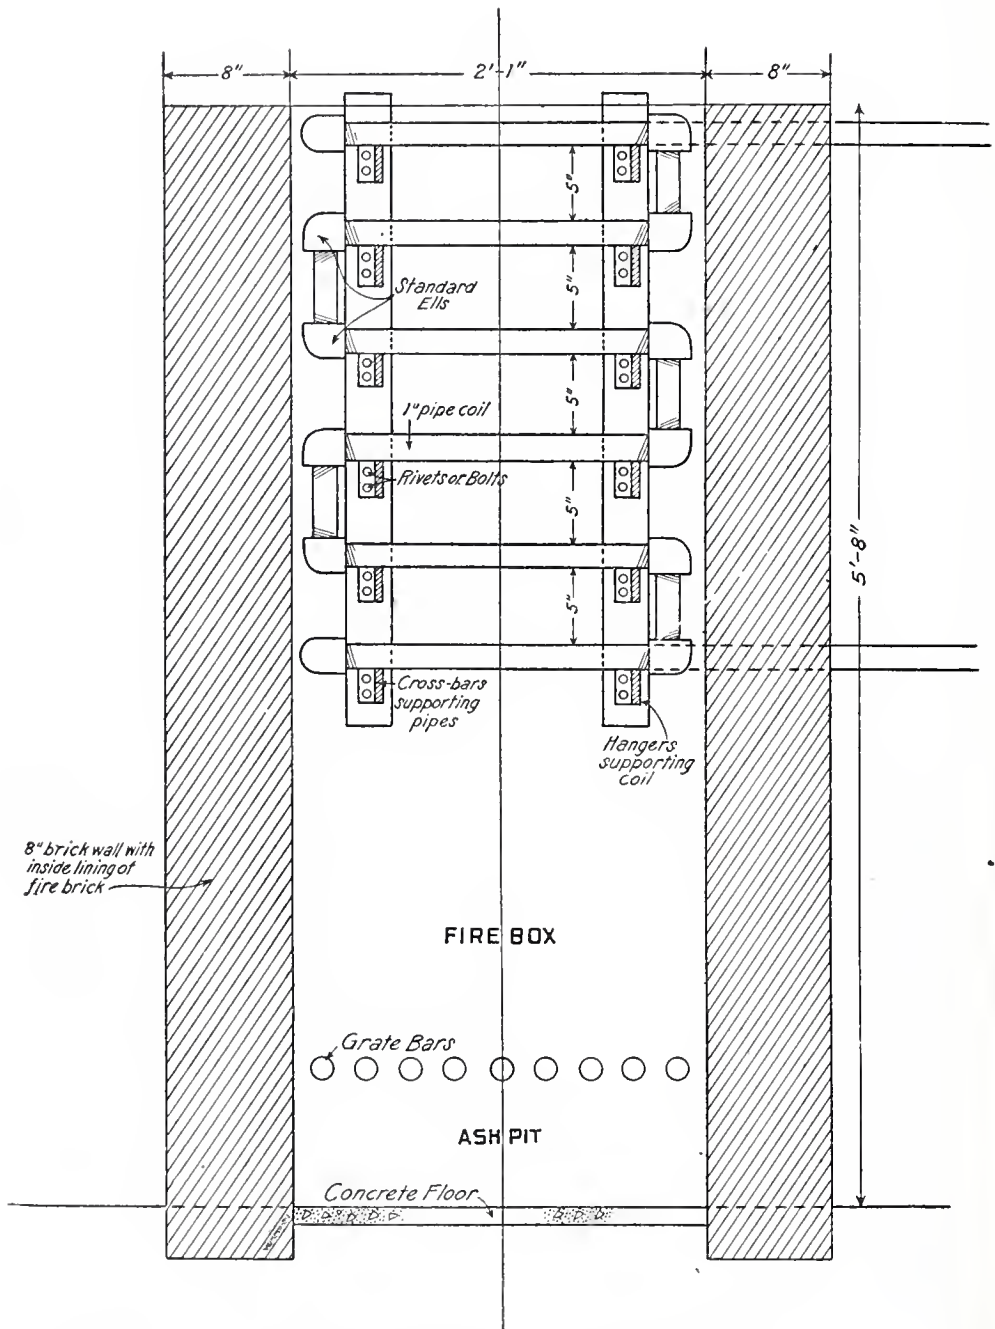 8"
2'-1"
8"
5"
Standard
Ells
5"
5"
1" pipe coil
Rivets or Bolts
5"
5'-8"
5"
Cross-bars
supporting
pipes
Hangers
supporting
coil
8" brick wall with
inside lining of
fire brick
FIRE BOX
Grate Bars
ASH PIT
Concrete Floor